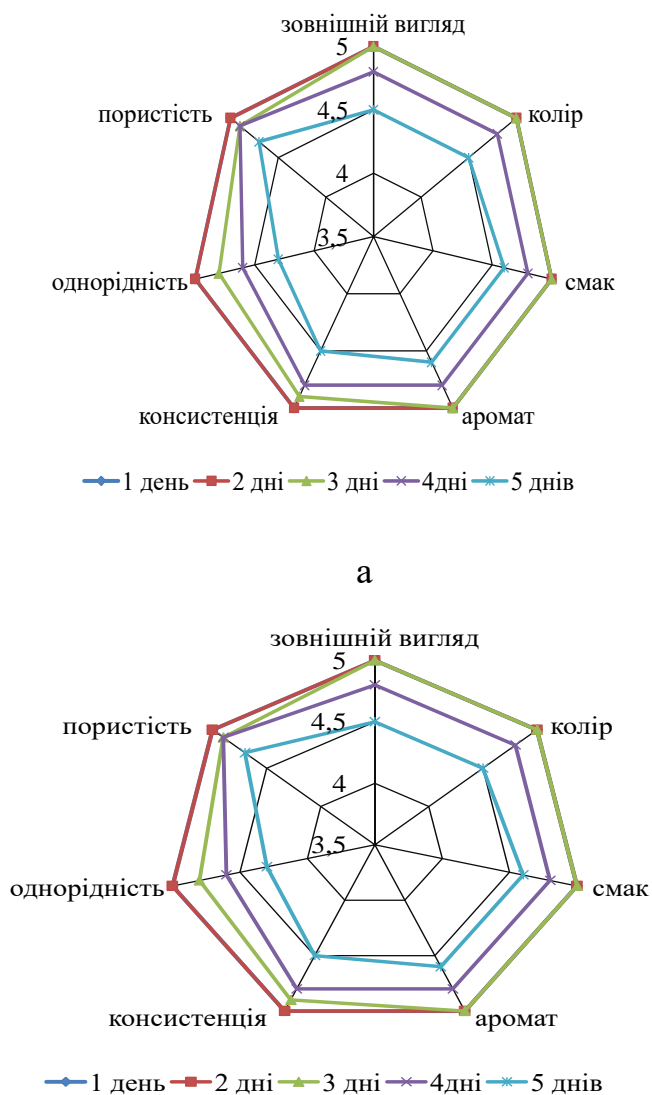 зовнішній вигляд
5
пористість
4,5
колір
4
3,5
однорідність
смак
консистенція
аромат
1 день 2 дні 3 дні 4дні 5 днів
а
зовнішній вигляд
5
пористість
4,5
колір
4
3,5
однорідність
смак
консистенція
аромат
1 день 2 дні 3 дні 4дні 5 днів